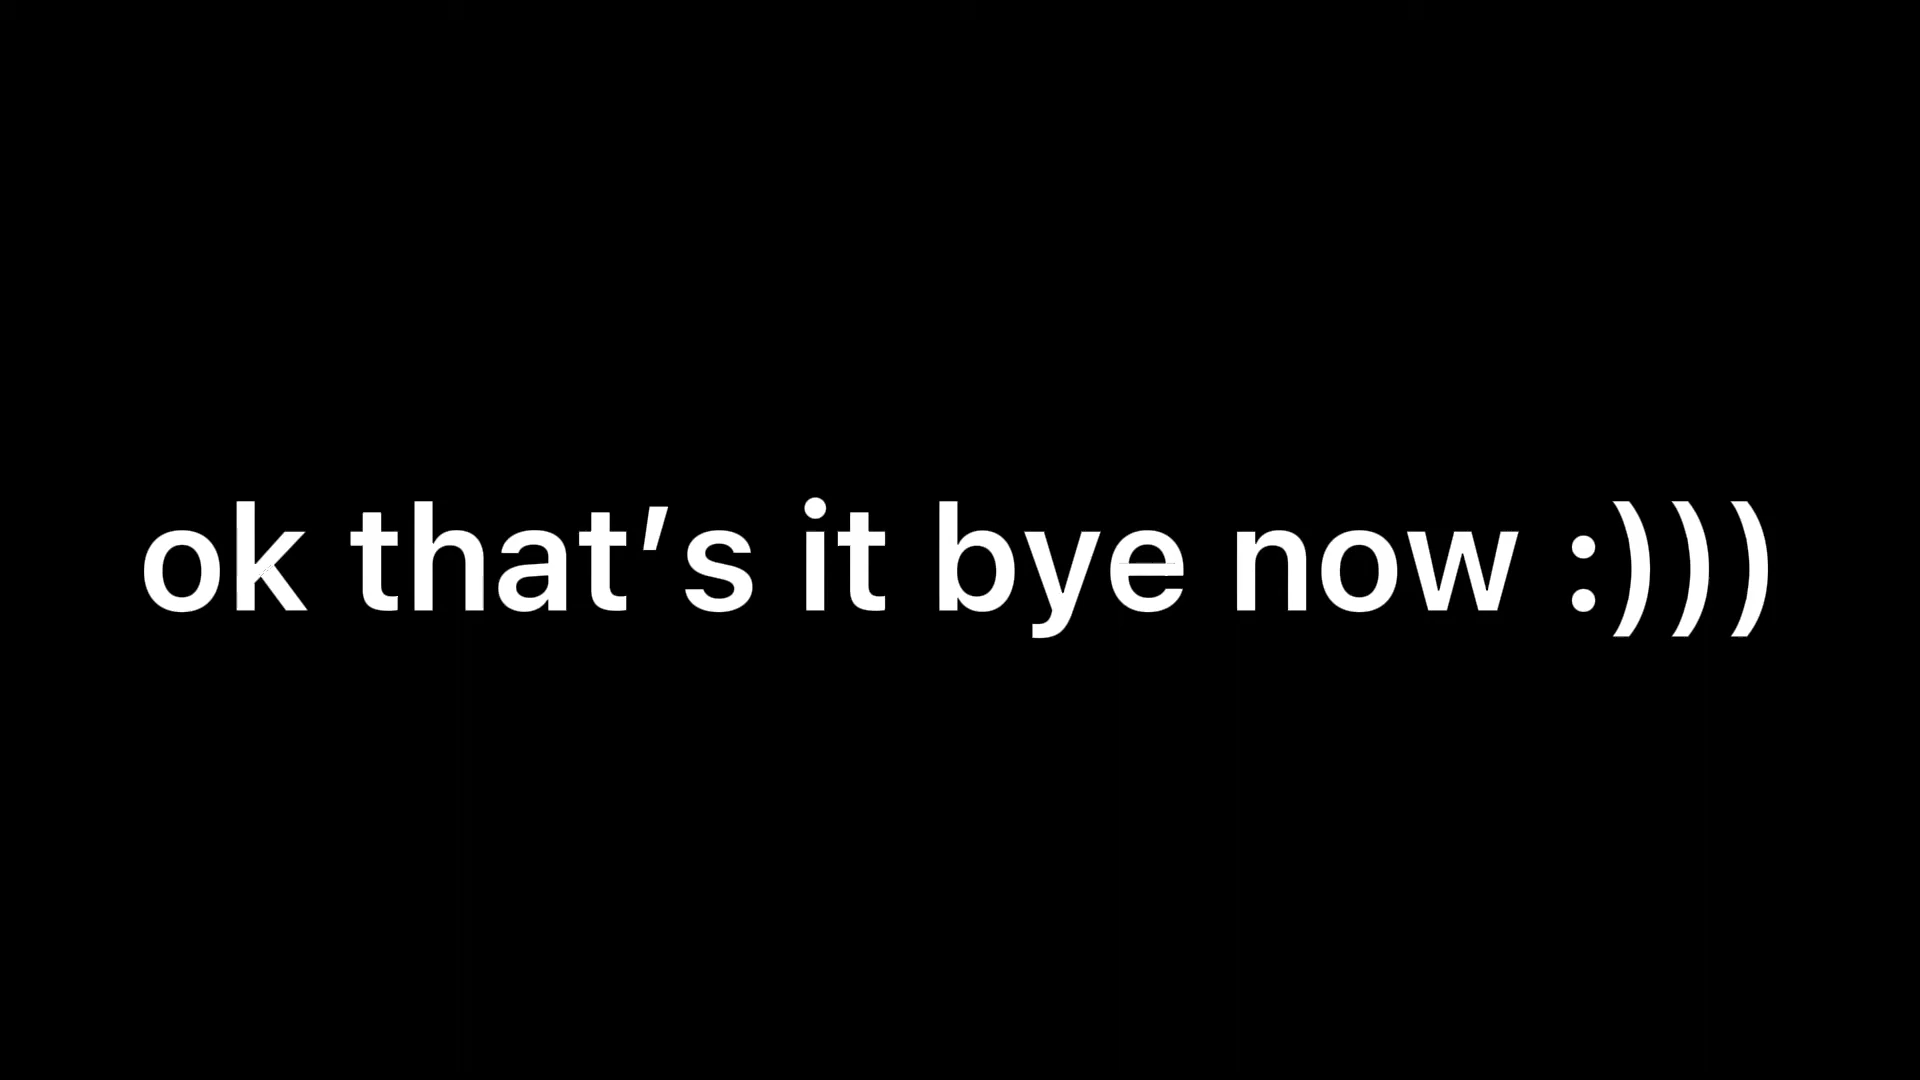 ok that’s it bye now :)))